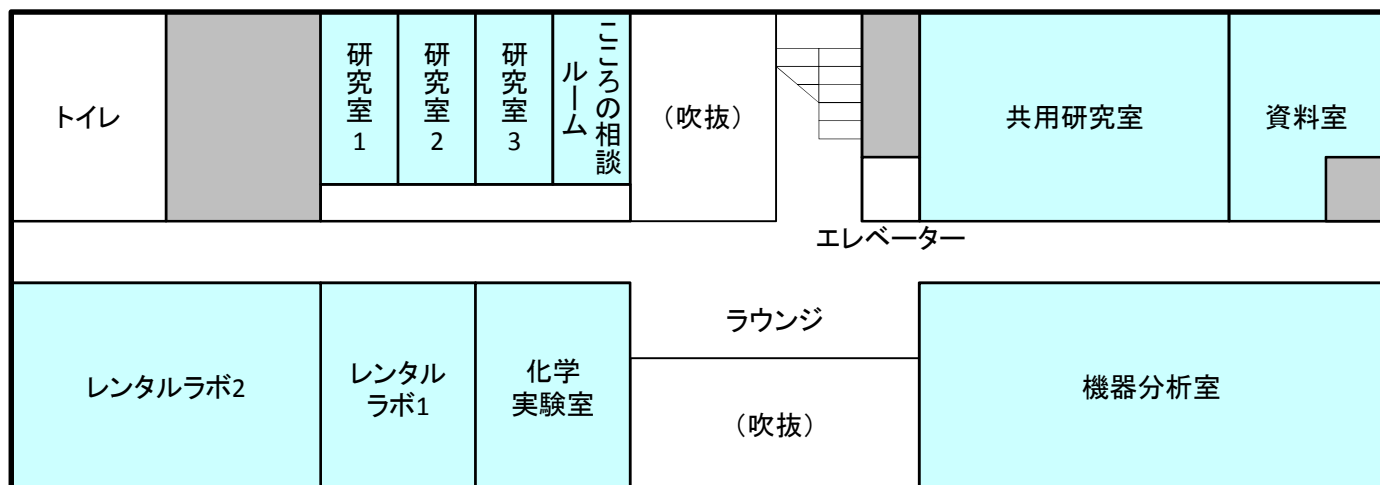 トイレ
研究室1
研究室2
研究室3
こころの相談
ルーム
（吹抜）
共用研究室
資料室
エレベーター
ラウンジ
レンタルラボ2
レンタル
ラボ1
化学
実験室
（吹抜）
機器分析室